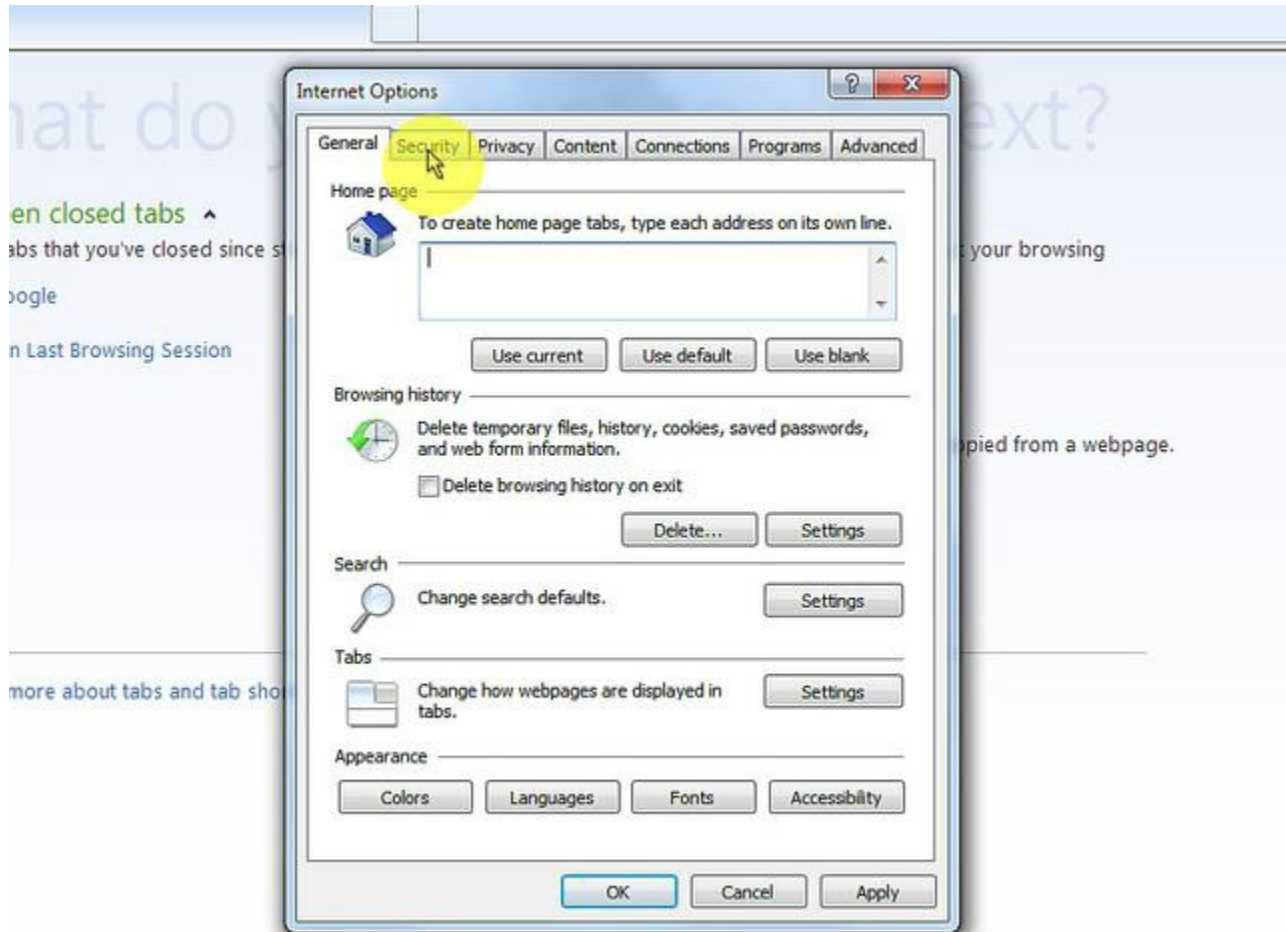 hat do y
ext?
Internet Options
General Security Privacy Content Connections Programs Advanced
Home page
To create home page tabs, type each address on its own line.
Use current Use default Use blank
Browsing history
Delete temporary files, history, cookies, saved passwords,
and web form information.
Delete browsing history on exit
Delete... Settings
Search
Change search defaults.
Settings
Tabs
Change how webpages are displayed in
tabs.
Settings
Appearance
Colors Languages Fonts Accessibility
OK Cancel Apply
en closed tabs
abs that you've closed since s
oogle
n Last Browsing Session
more about tabs and tab sho
your browsing
opied from a webpage.